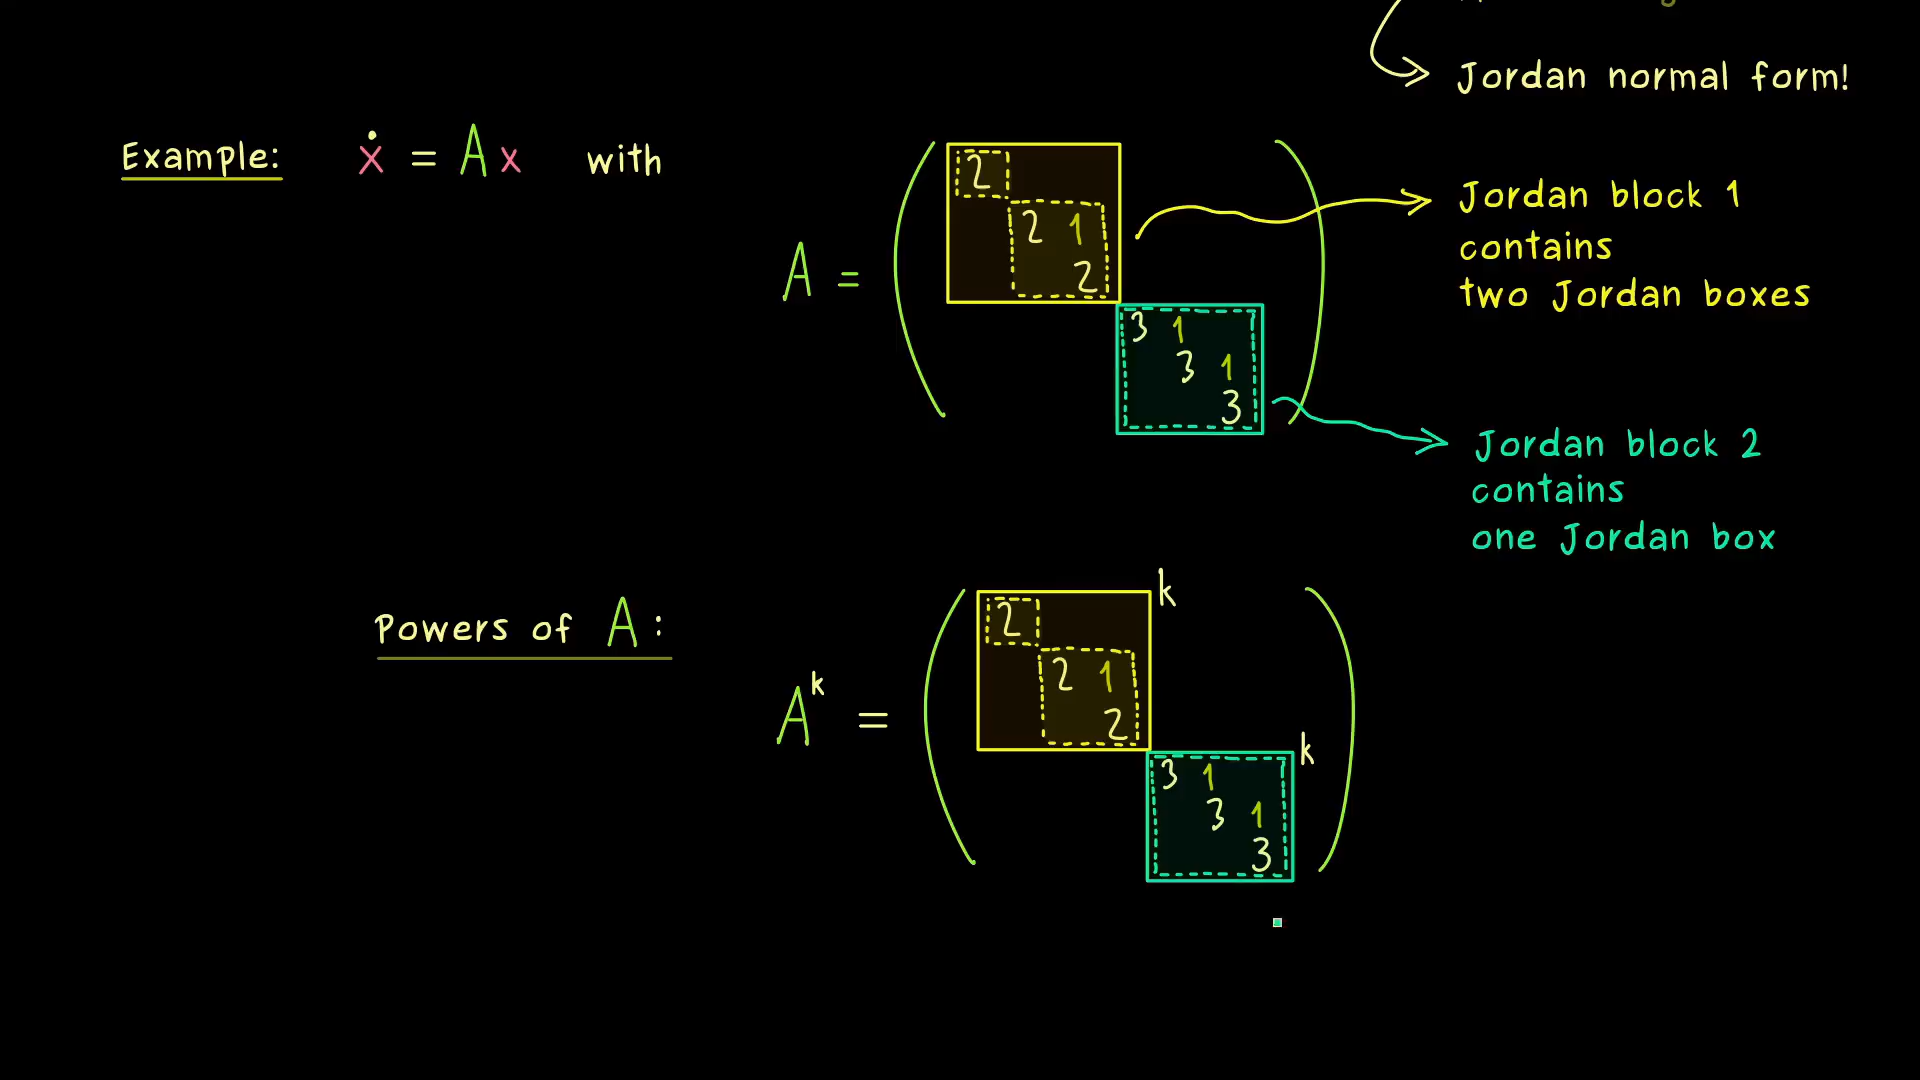 Jordan normal form!
Example: ẋ = A x with
A = ( 2
2 1
2
3 1
3 1
3 )
Jordan block 1
contains
two Jordan boxes
Jordan block 2
contains
one Jordan box
Powers of A:
A^k = ( 2
2 1
2 ^k
3 1
3 1
3 ^k )